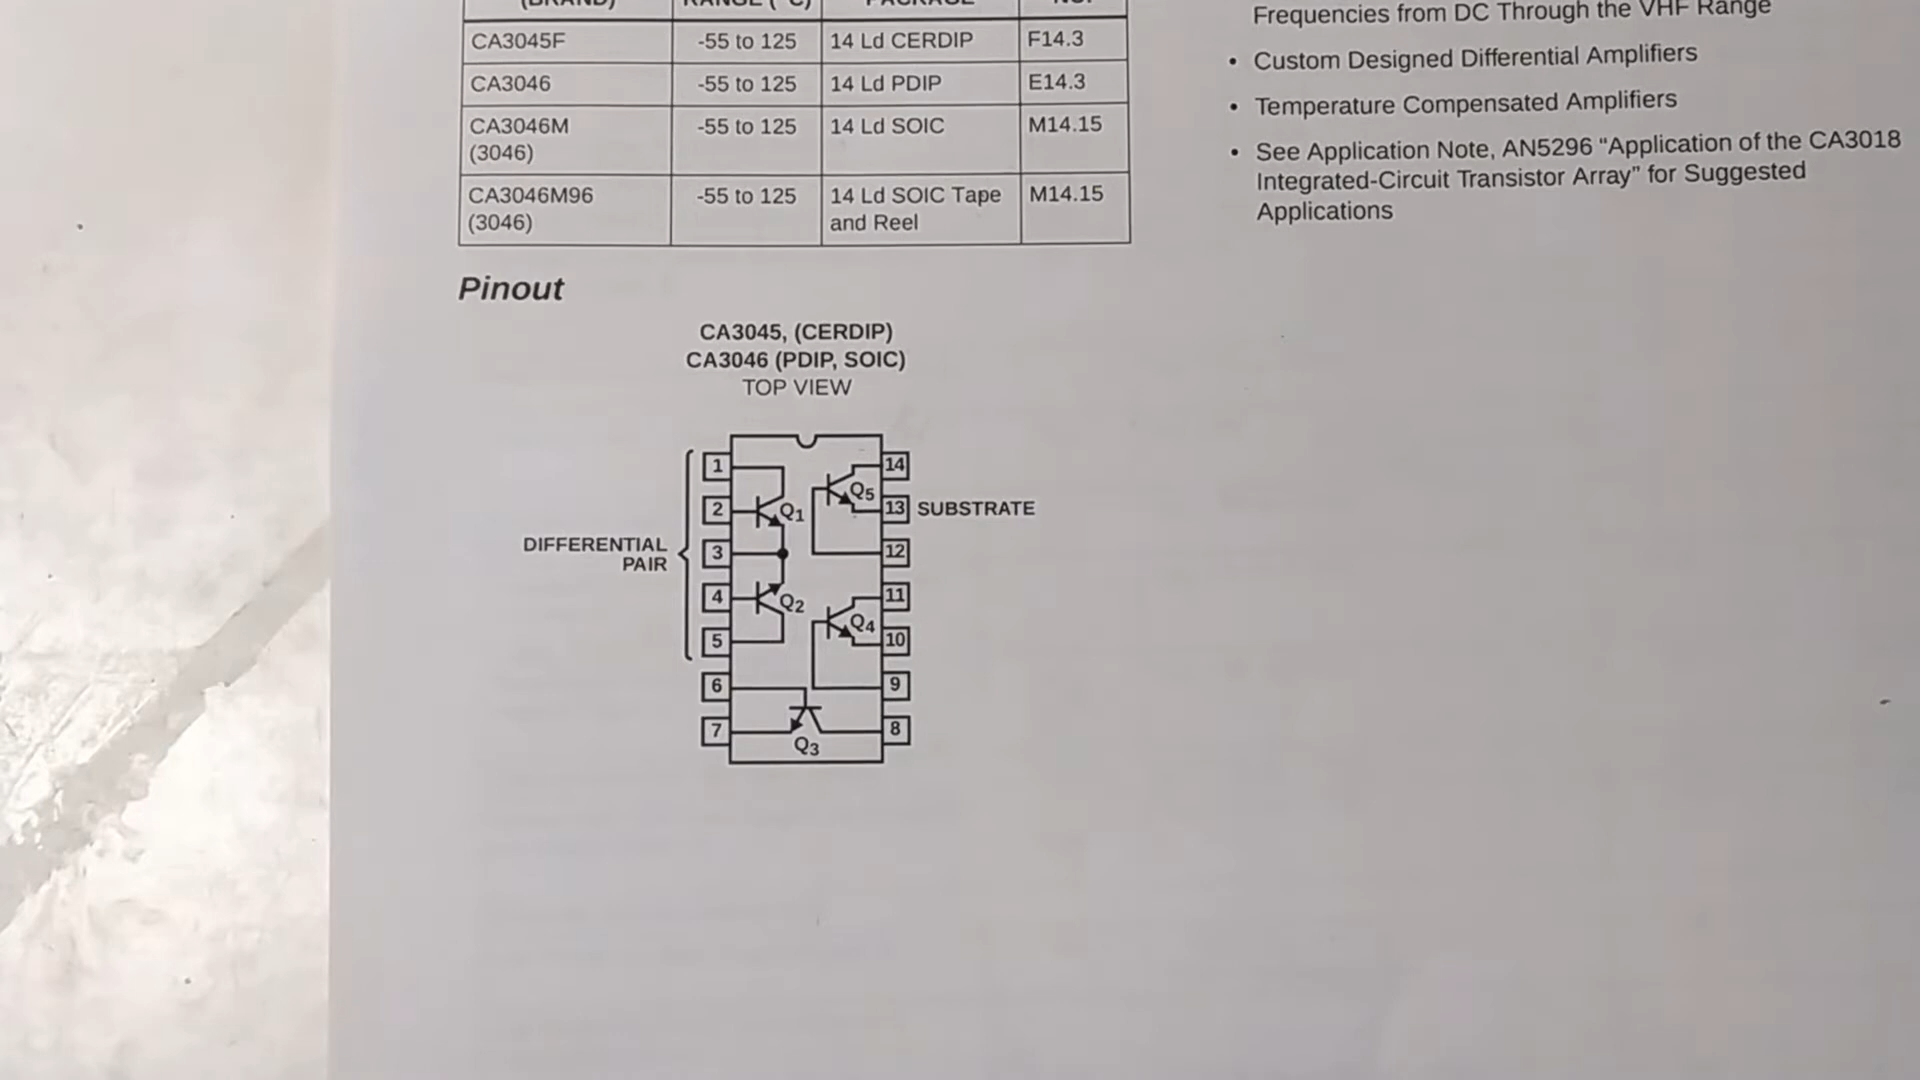 (BRAND) RANGE (°C) PACKAGE NO.
CA3045F -55 to 125 14 Ld CERDIP F14.3
CA3046 -55 to 125 14 Ld PDIP E14.3
CA3046M -55 to 125 14 Ld SOIC M14.15
(3046)
CA3046M96 -55 to 125 14 Ld SOIC Tape M14.15
(3046) and Reel
Frequencies from DC Through the VHF Range
• Custom Designed Differential Amplifiers
• Temperature Compensated Amplifiers
• See Application Note, AN5296 “Application of the CA3018
Integrated-Circuit Transistor Array” for Suggested
Applications
Pinout
CA3045, (CERDIP)
CA3046 (PDIP, SOIC)
TOP VIEW
1 14
Q5
2 Q1 13 SUBSTRATE
DIFFERENTIAL
PAIR
3 12
4 Q2 11
Q4
5 10
6 9
7 8
Q3